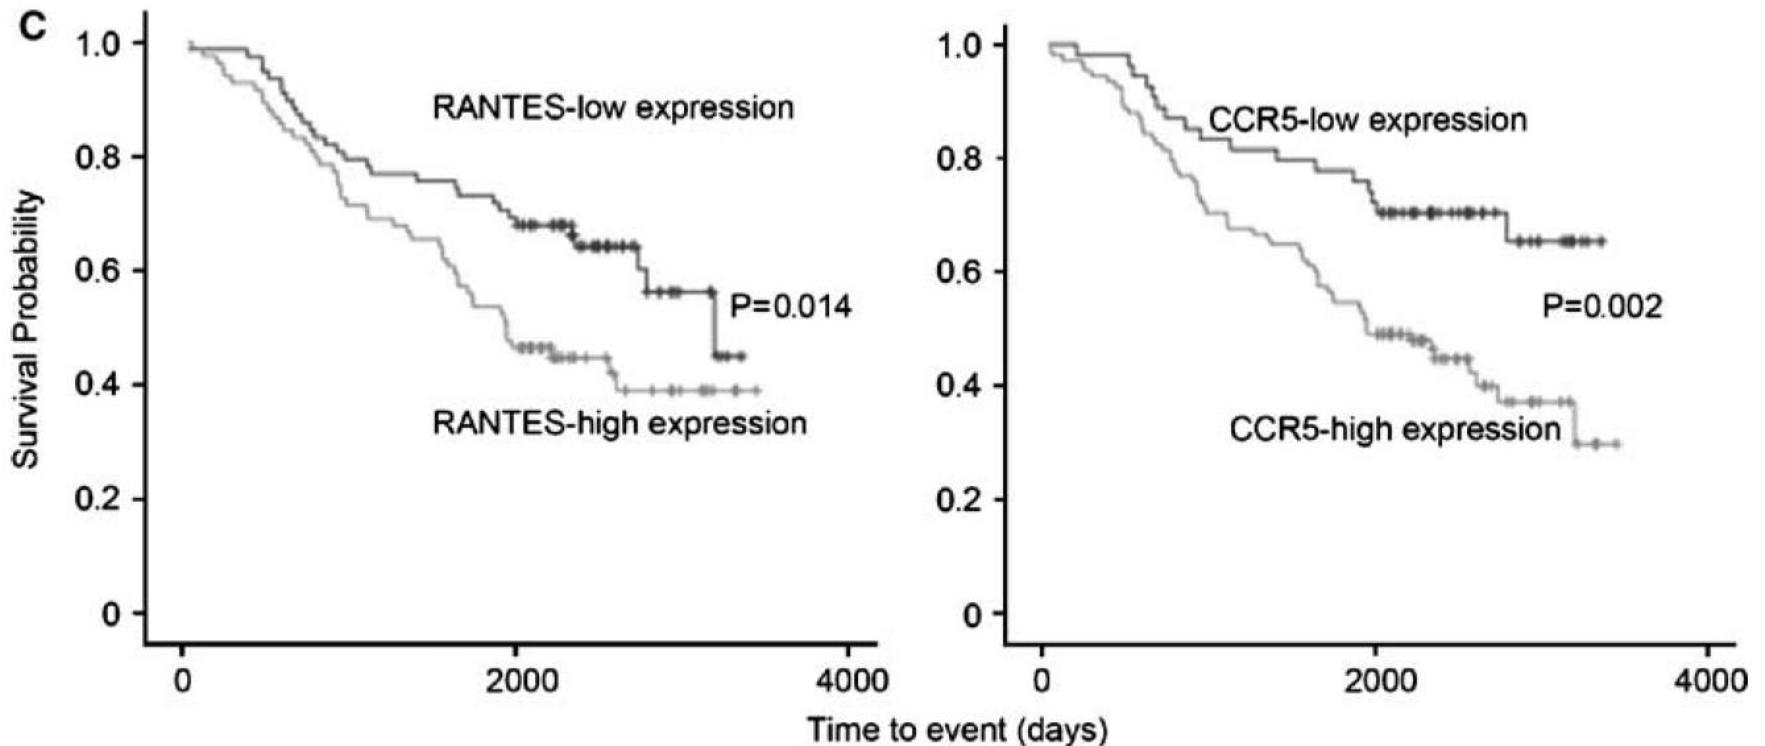 C
Survival Probability
1.0
0.8
0.6
0.4
0.2
0
RANTES-low expression
P=0.014
RANTES-high expression
0
2000
4000
1.0
0.8
0.6
0.4
0.2
0
CCR5-low expression
P=0.002
CCR5-high expression
0
2000
4000
Time to event (days)